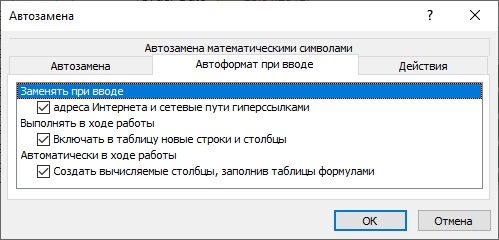 Автозамена
?
Автозамена математическими символами
Автозамена
Автоформат при вводе
Действия
Заменять при вводе
адреса Интернета и сетевые пути гиперссылками
Выполнять в ходе работы
Включать в таблицу новые строки и столбцы
Автоматически в ходе работы
Создать вычисляемые столбцы, заполнив таблицы формулами
ОК
Отмена